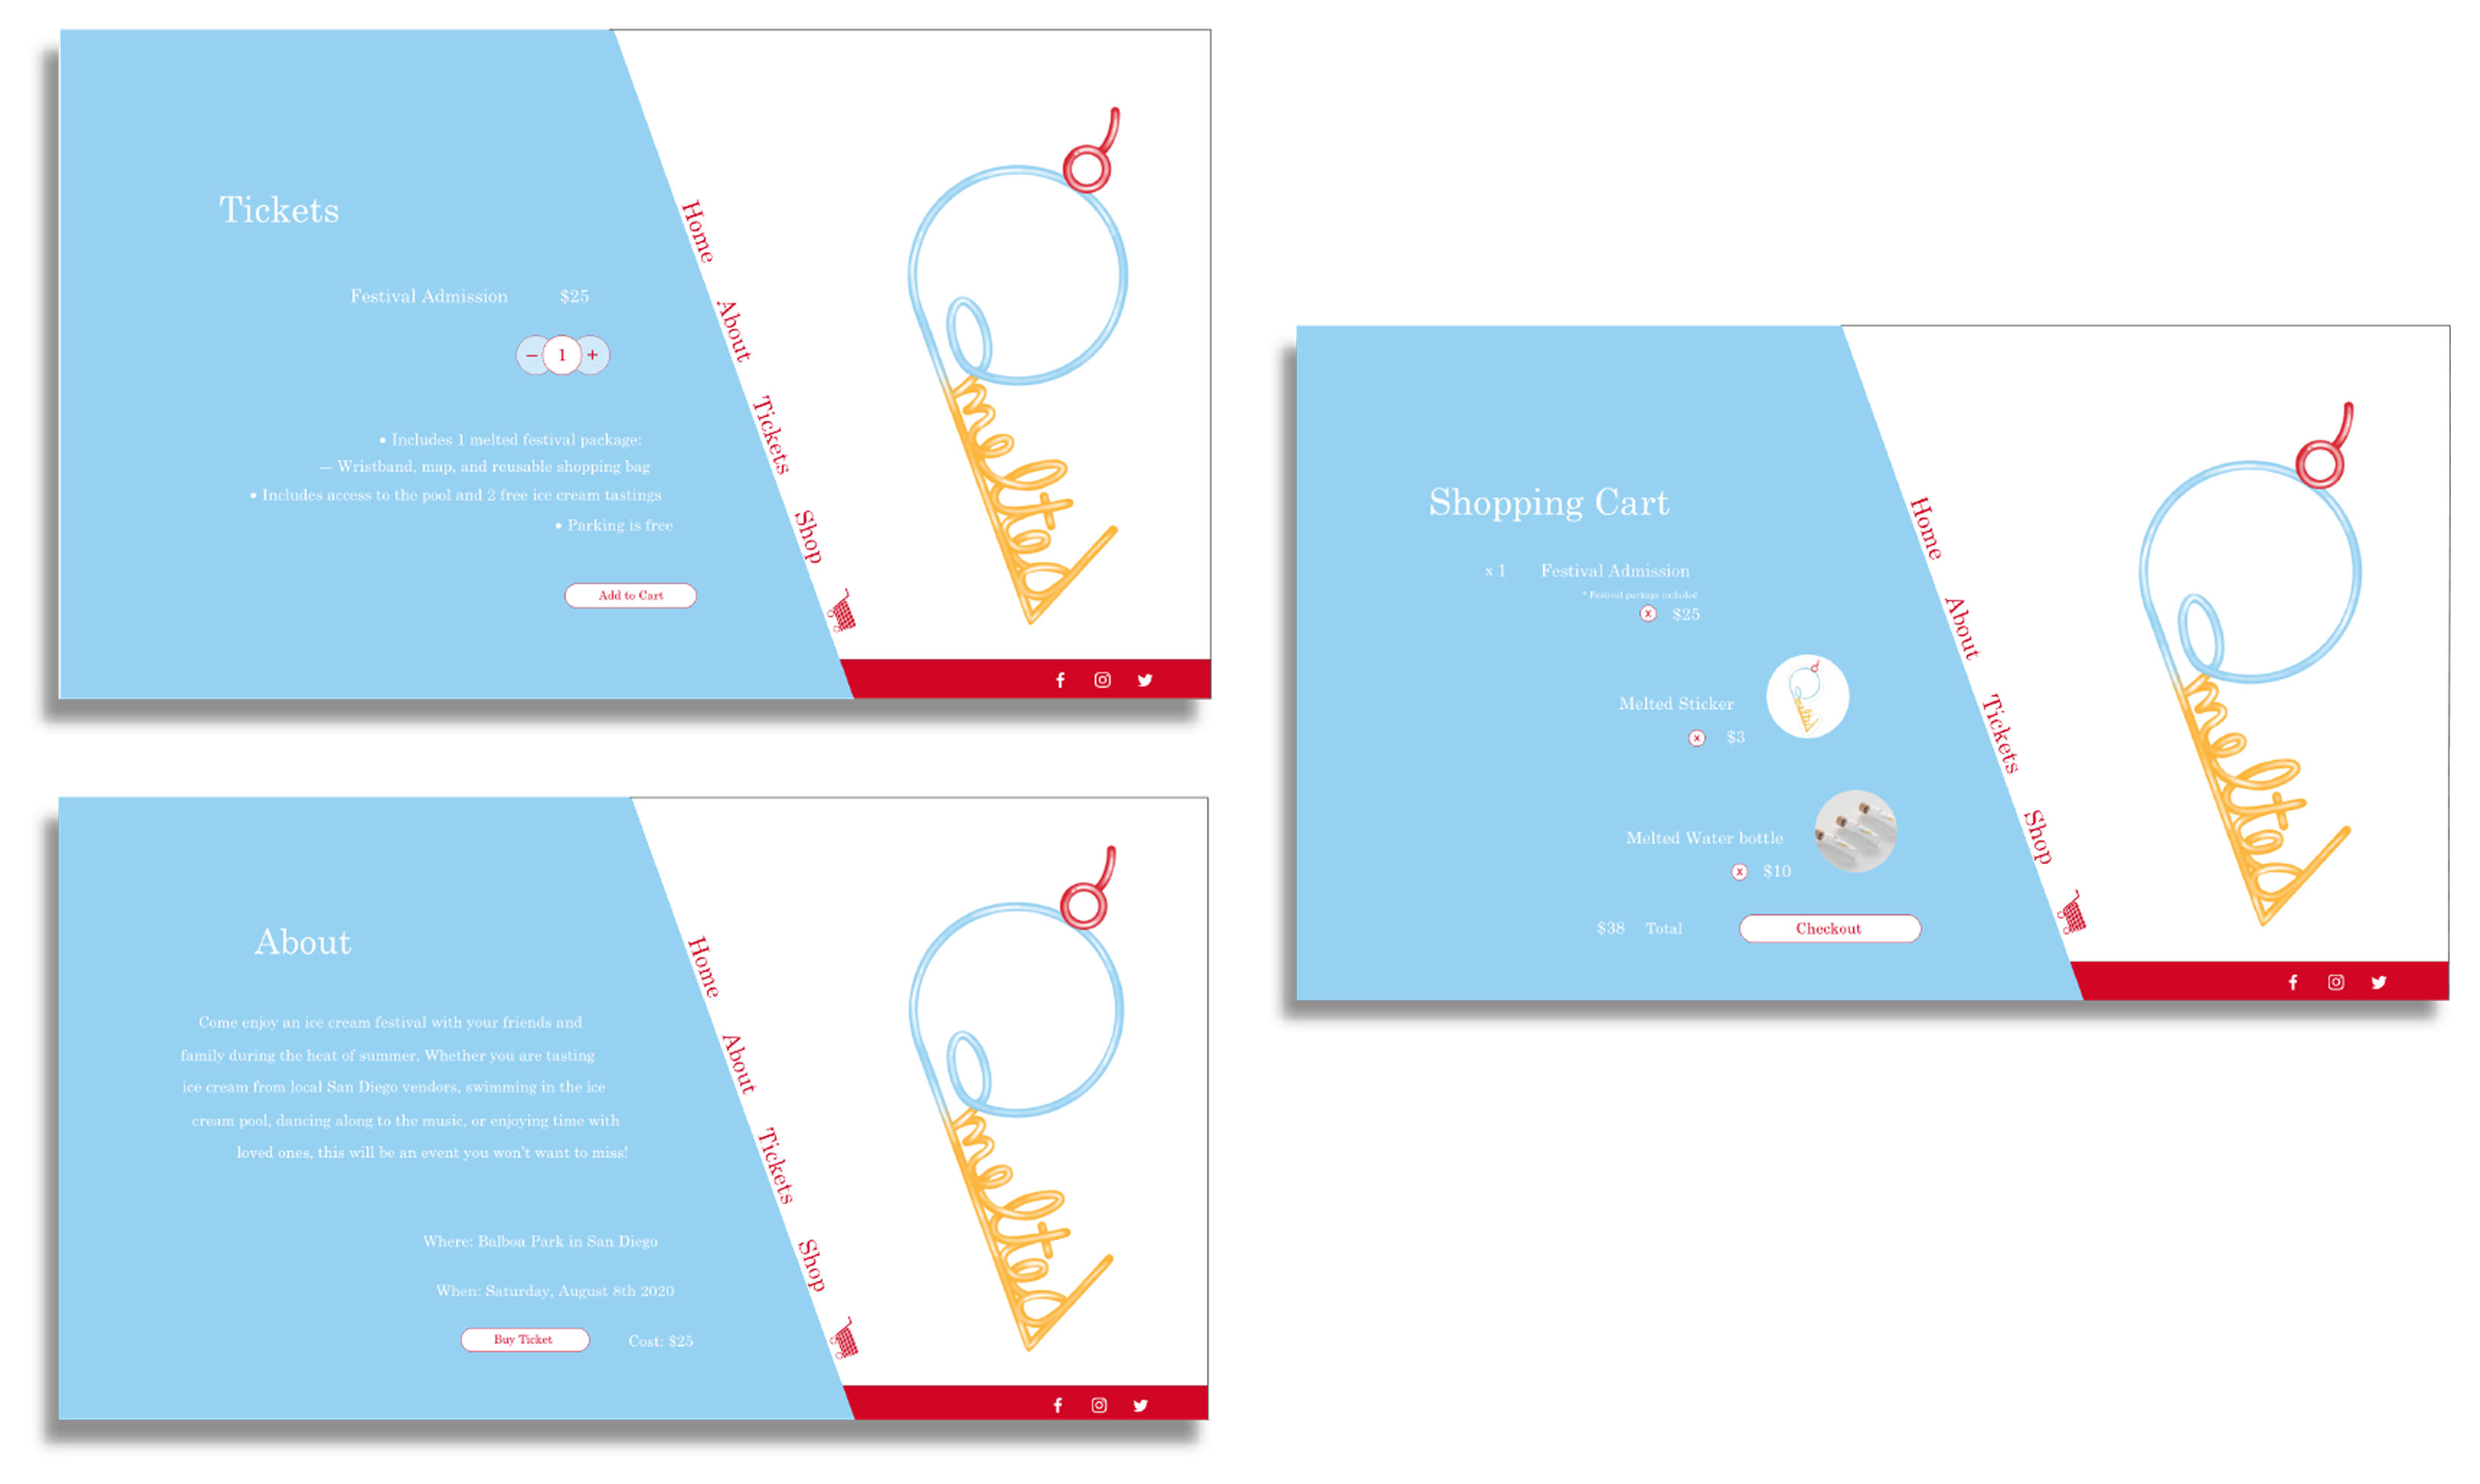 Tickets
Festival Admission $25
– 1 +
• Includes 1 melted festival package:
— Wristband, map, and reusable shopping bag
• Includes access to the pool and 2 free ice cream tastings
• Parking is free
Add to Cart
Home
About
Tickets
Shop
melted
About
Come enjoy an ice cream festival with your friends and
family during the heat of summer. Whether you are tasting
ice cream from local San Diego vendors, swimming in the ice
cream pool, dancing along to the music, or enjoying time with
loved ones, this will be an event you won't want to miss!
Where: Balboa Park in San Diego
When: Saturday, August 8th 2020
Buy Ticket Cost: $25
Home
About
Tickets
Shop
melted
Shopping Cart
x 1 Festival Admission
* Festival package included
x $25
Melted Sticker
x $3
melted
Melted Water bottle
x $10
$38 Total Checkout
Home
About
Tickets
Shop
melted